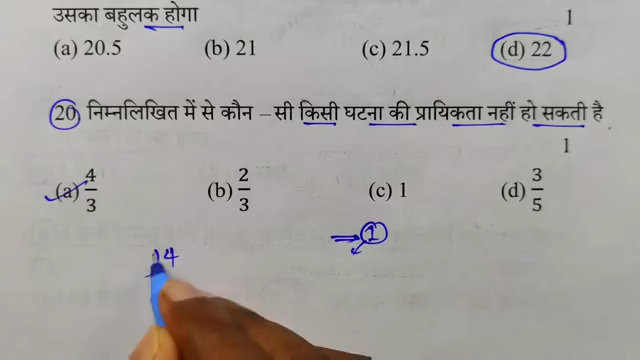 उसका बहुलक होगा 1
(a) 20.5 (b) 21 (c) 21.5 (d) 22
20. निम्नलिखित में से कौन – सी किसी घटना की प्रायिकता नहीं हो सकती है
1
(a) 4/3 (b) 2/3 (c) 1 (d) 3/5
1
14